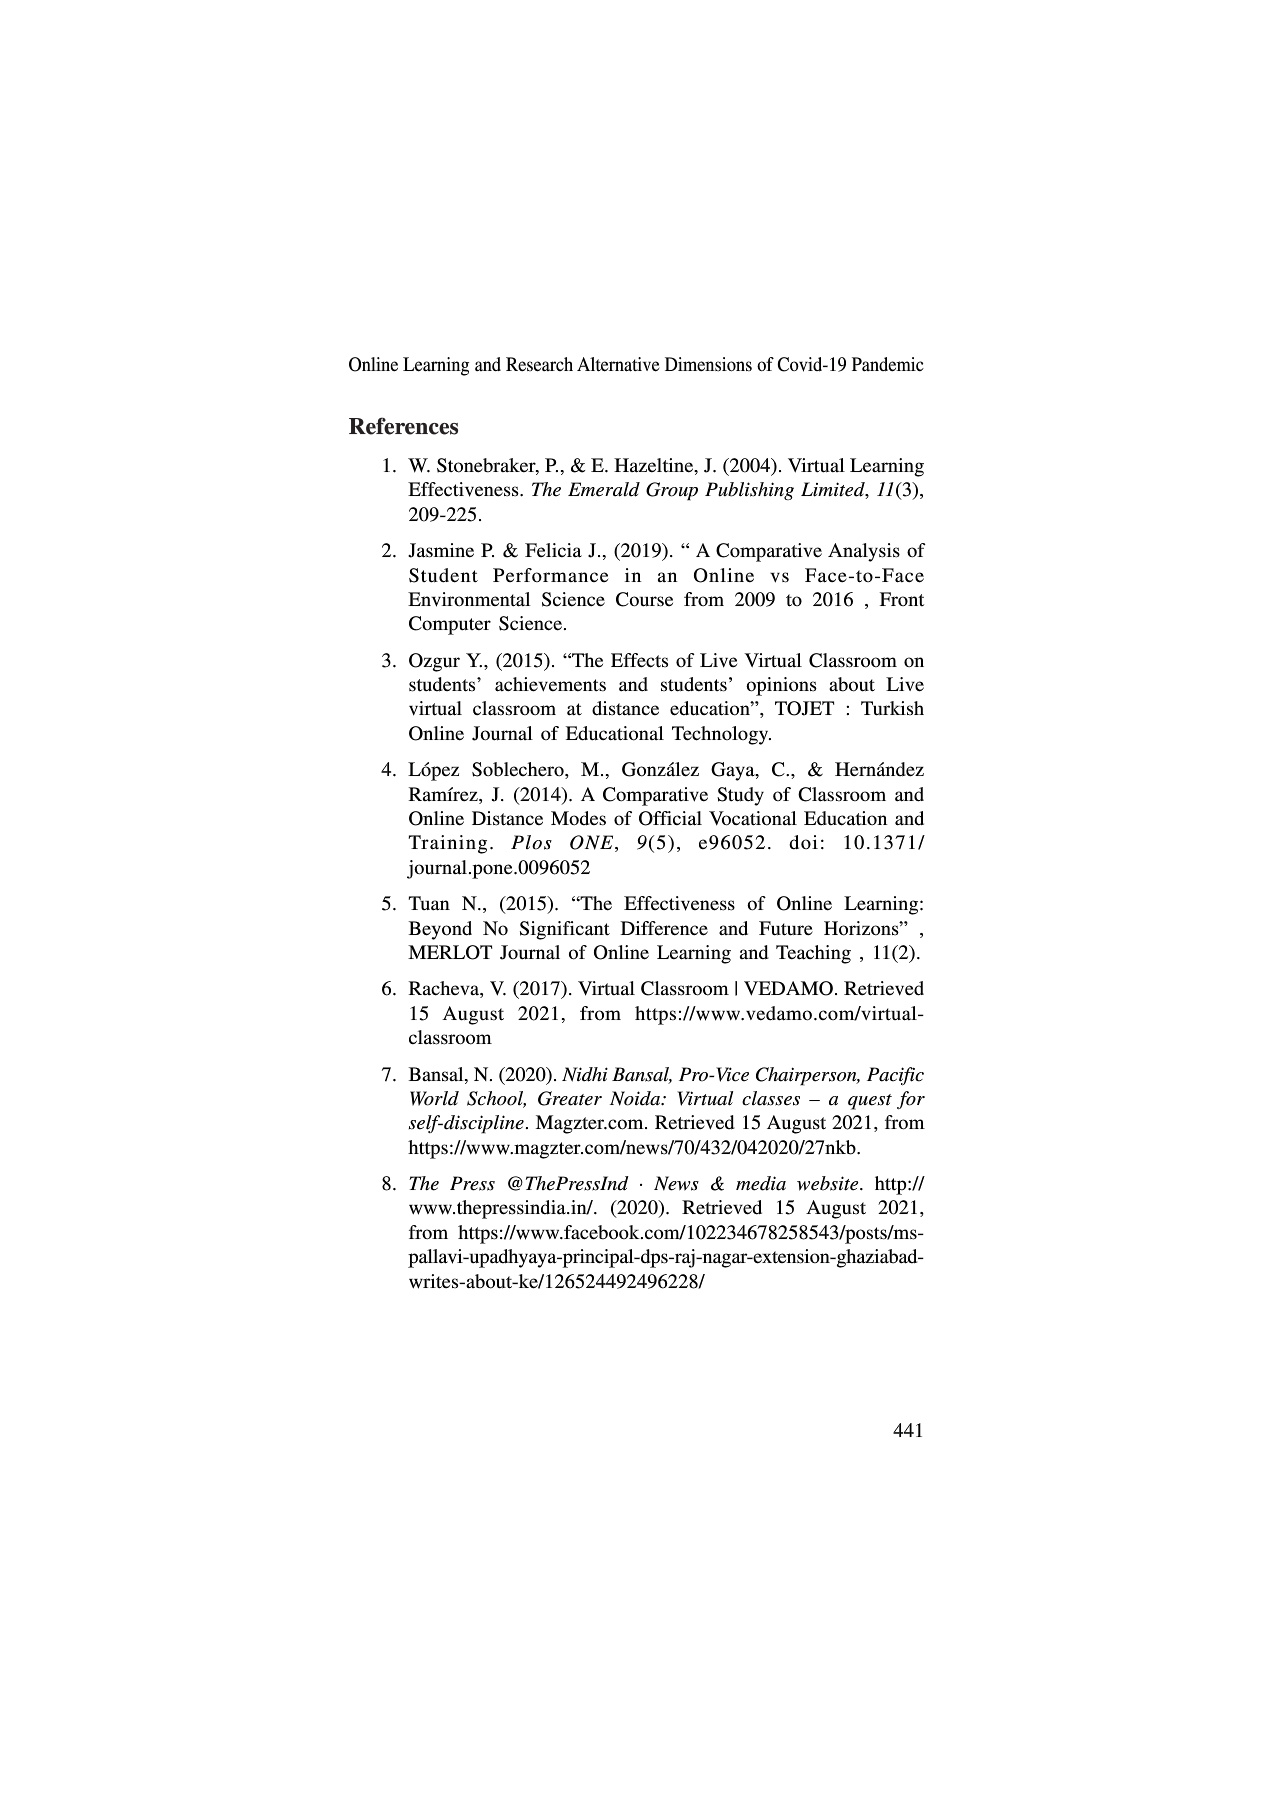 Online Learning and Research Alternative Dimensions of Covid-19 Pandemic
References
1. W. Stonebraker, P., & E. Hazeltine, J. (2004). Virtual Learning
Effectiveness. The Emerald Group Publishing Limited, 11(3),
209-225.
2. Jasmine P. & Felicia J., (2019). “ A Comparative Analysis of
Student Performance in an Online vs Face-to-Face
Environmental Science Course from 2009 to 2016 , Front
Computer Science.
3. Ozgur Y., (2015). “The Effects of Live Virtual Classroom on
students’ achievements and students’ opinions about Live
virtual classroom at distance education”, TOJET : Turkish
Online Journal of Educational Technology.
4. López Soblechero, M., González Gaya, C., & Hernández
Ramírez, J. (2014). A Comparative Study of Classroom and
Online Distance Modes of Official Vocational Education and
Training. Plos ONE, 9(5), e96052. doi: 10.1371/
journal.pone.0096052
5. Tuan N., (2015). “The Effectiveness of Online Learning:
Beyond No Significant Difference and Future Horizons” ,
MERLOT Journal of Online Learning and Teaching , 11(2).
6. Racheva, V. (2017). Virtual Classroom | VEDAMO. Retrieved
15 August 2021, from https://www.vedamo.com/virtual-
classroom
7. Bansal, N. (2020). Nidhi Bansal, Pro-Vice Chairperson, Pacific
World School, Greater Noida: Virtual classes – a quest for
self-discipline. Magzter.com. Retrieved 15 August 2021, from
https://www.magzter.com/news/70/432/042020/27nkb.
8. The Press @ThePressInd · News & media website. http://
www.thepressindia.in/. (2020). Retrieved 15 August 2021,
from https://www.facebook.com/102234678258543/posts/ms-
pallavi-upadhyaya-principal-dps-raj-nagar-extension-ghaziabad-
writes-about-ke/126524492496228/
441